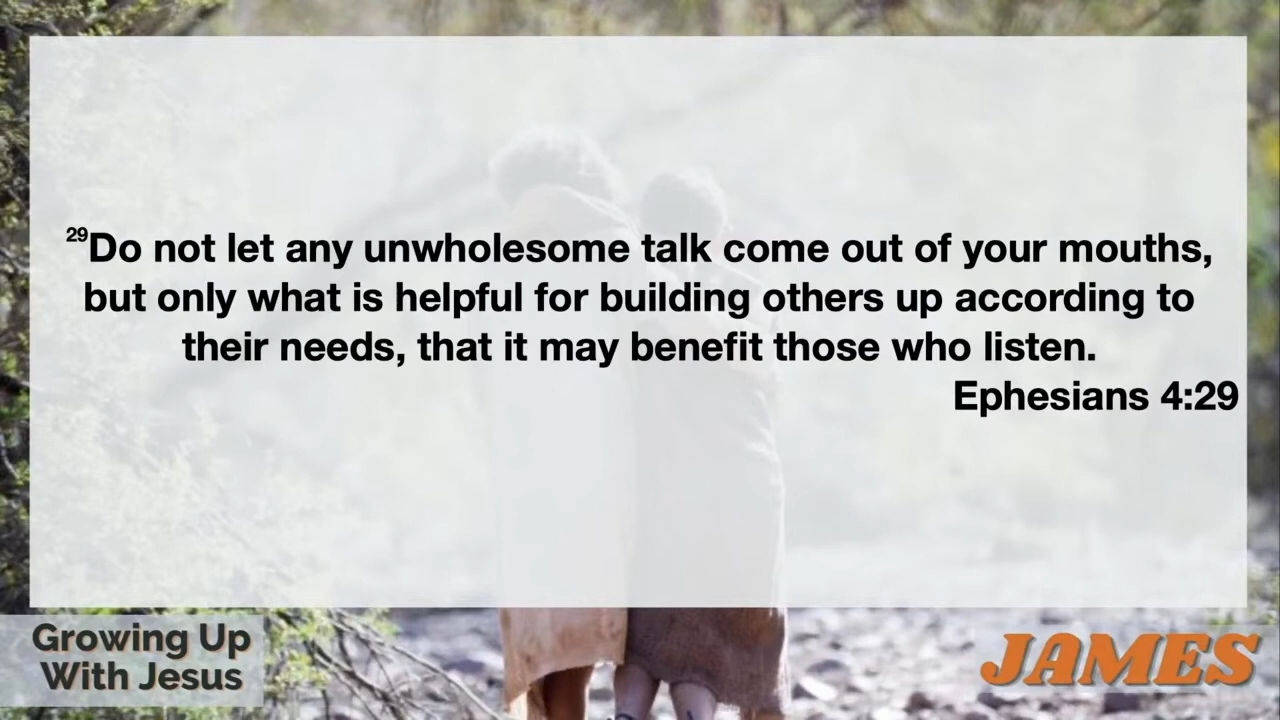 29Do not let any unwholesome talk come out of your mouths,
but only what is helpful for building others up according to
their needs, that it may benefit those who listen.
Ephesians 4:29
Growing Up
With Jesus
JAMES